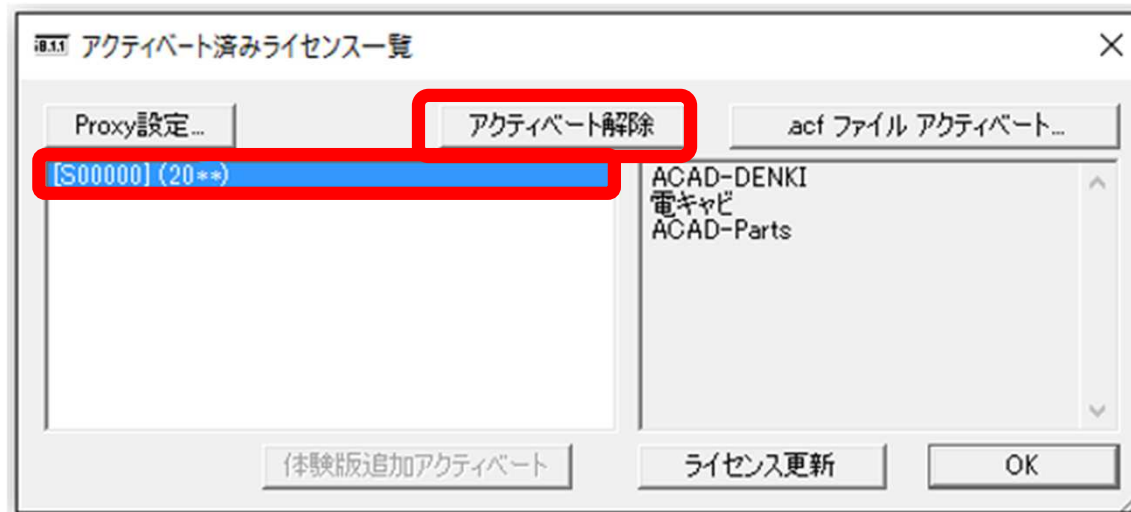 i8.1.1 アクティベート済みライセンス一覧
Proxy設定...
アクティベート解除
.acf ファイル アクティベート...
[S00000] (20**)
ACAD-DENKI
電キャビ
ACAD-Parts
体験版追加アクティベート
ライセンス更新
OK